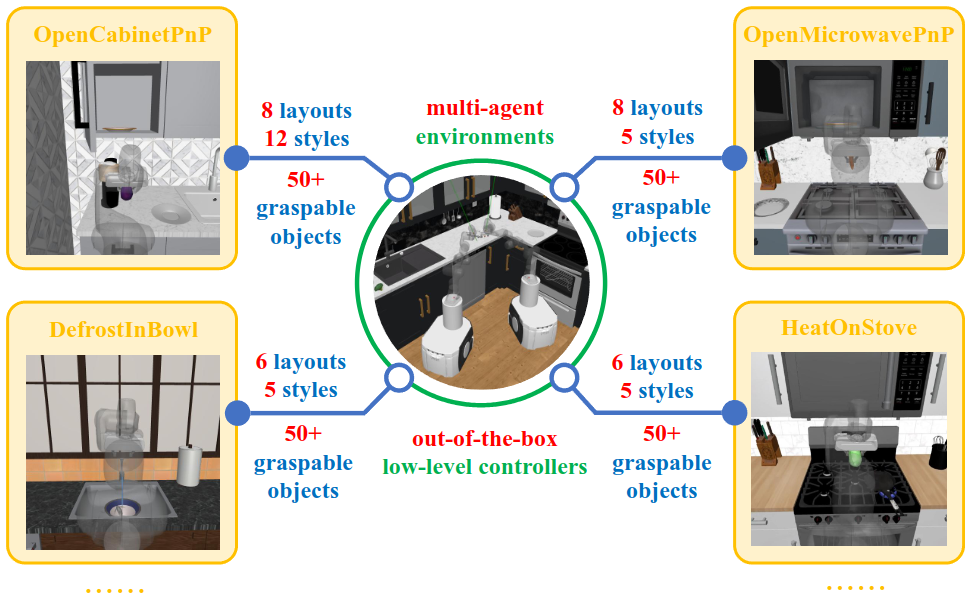 OpenCabinetPnP
8 layouts
12 styles
50+
graspable
objects
multi-agent
environments
8 layouts
5 styles
50+
graspable
objects
OpenMicrowavePnP
DefrostInBowl
6 layouts
5 styles
50+
graspable
objects
out-of-the-box
low-level controllers
6 layouts
5 styles
50+
graspable
objects
HeatOnStove
......
......